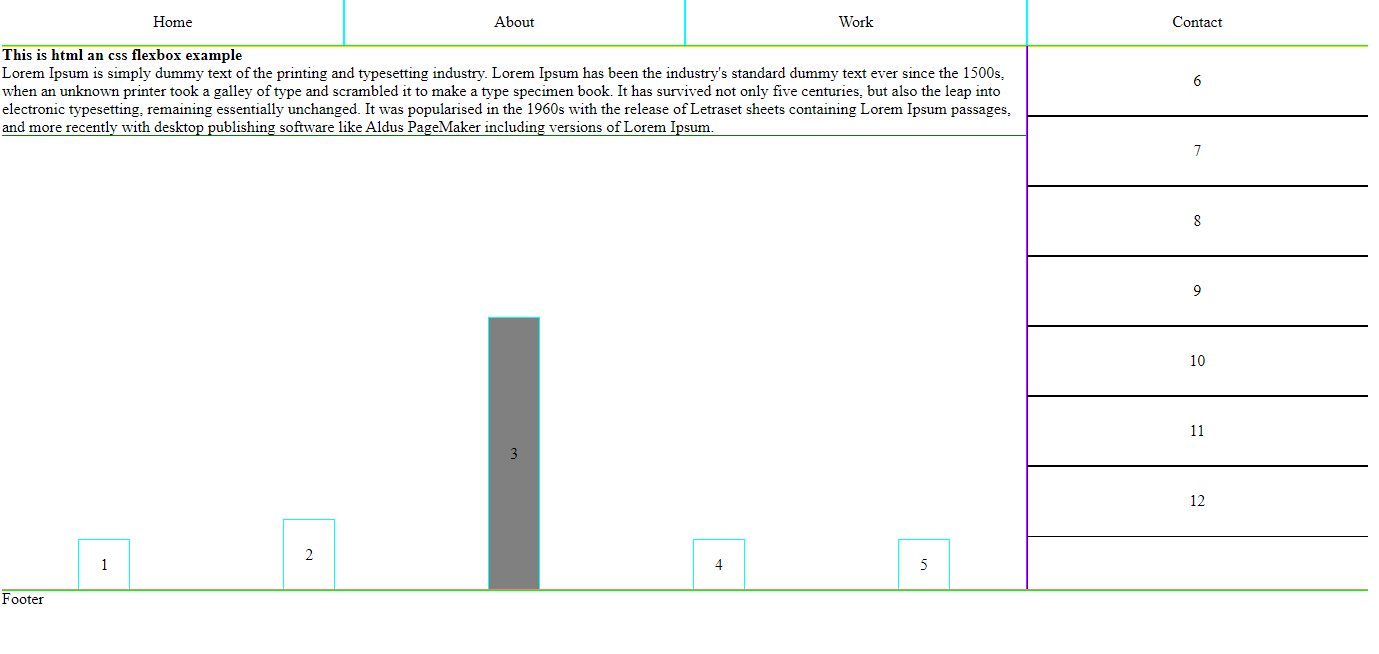 Home About Work Contact
This is html an css flexbox example
Lorem Ipsum is simply dummy text of the printing and typesetting industry. Lorem Ipsum has been the industry's standard dummy text ever since the 1500s,
when an unknown printer took a galley of type and scrambled it to make a type specimen book. It has survived not only five centuries, but also the leap into
electronic typesetting, remaining essentially unchanged. It was popularised in the 1960s with the release of Letraset sheets containing Lorem Ipsum passages,
and more recently with desktop publishing software like Aldus PageMaker including versions of Lorem Ipsum.
1 2 3 4 5
6
7
8
9
10
11
12
Footer